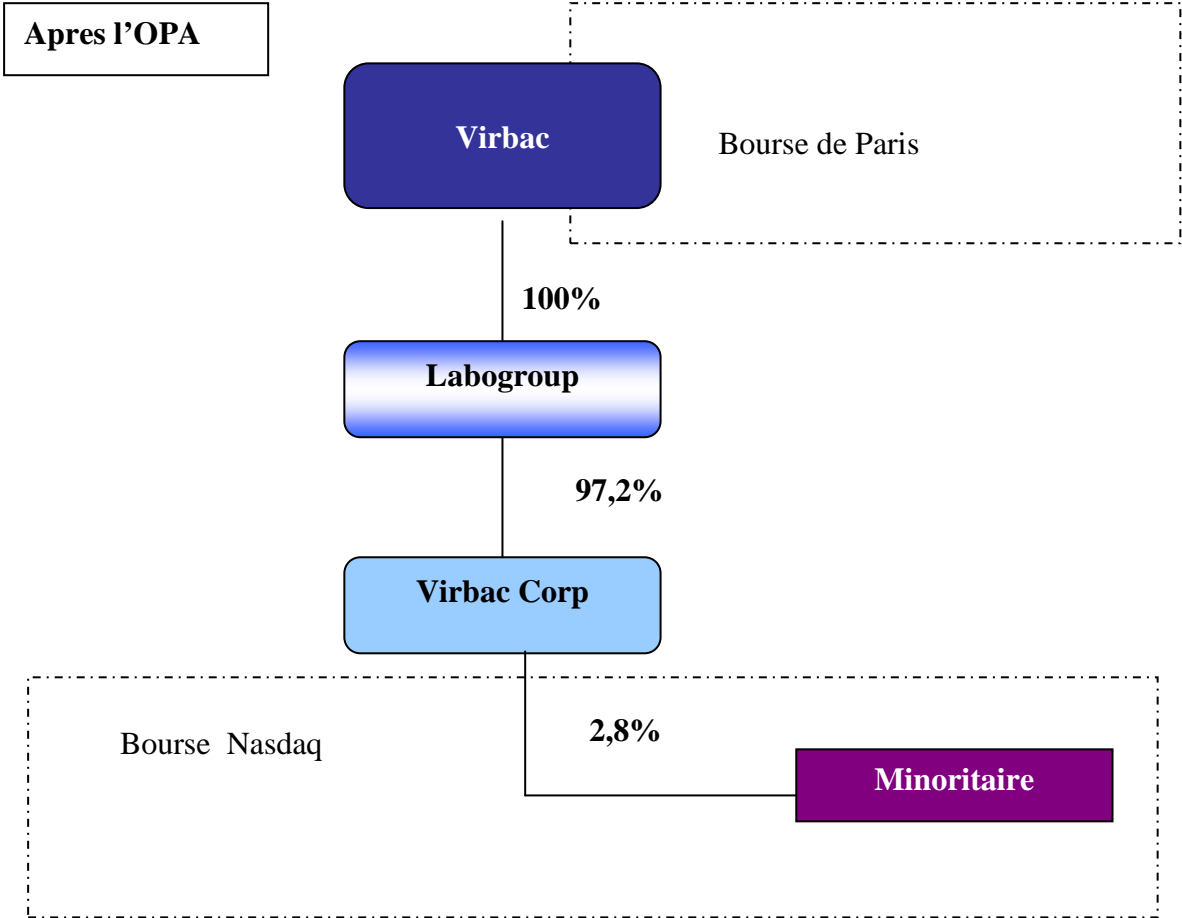 Apres l’OPA
Virbac
Bourse de Paris
100%
Labogroup
97,2%
Virbac Corp
2,8%
Bourse Nasdaq
Minoritaire